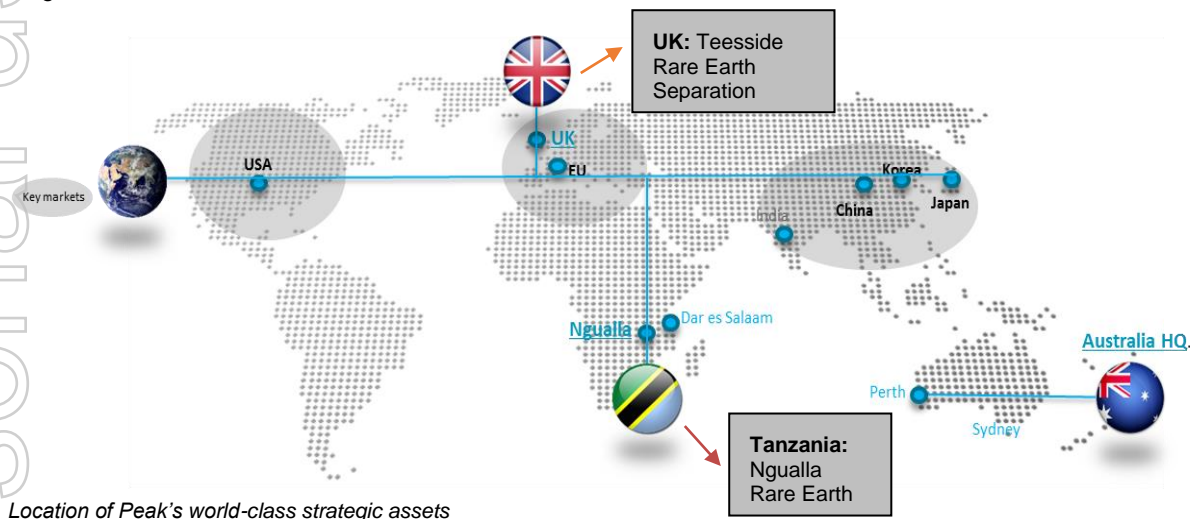 UK: Teesside
Rare Earth
Separation
UK
USA
EU
Key markets
Korea
China
Japan
India
Ngualla
Dar es Salaam
Australia HQ.
Perth
Sydney
Tanzania:
Ngualla
Rare Earth
Location of Peak's world-class strategic assets